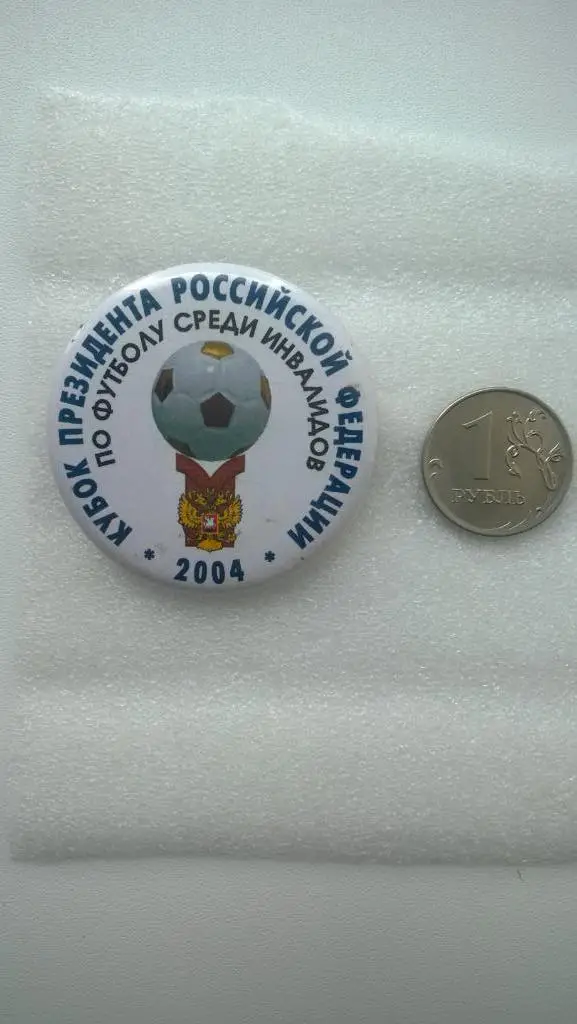 КУБОК ПРЕЗИДЕНТА РОССИЙСКОЙ ФЕДЕРАЦИИ
ПО ФУТБОЛУ СРЕДИ ИНВАЛИДОВ
* 2004 *
1
РУБЛЬ